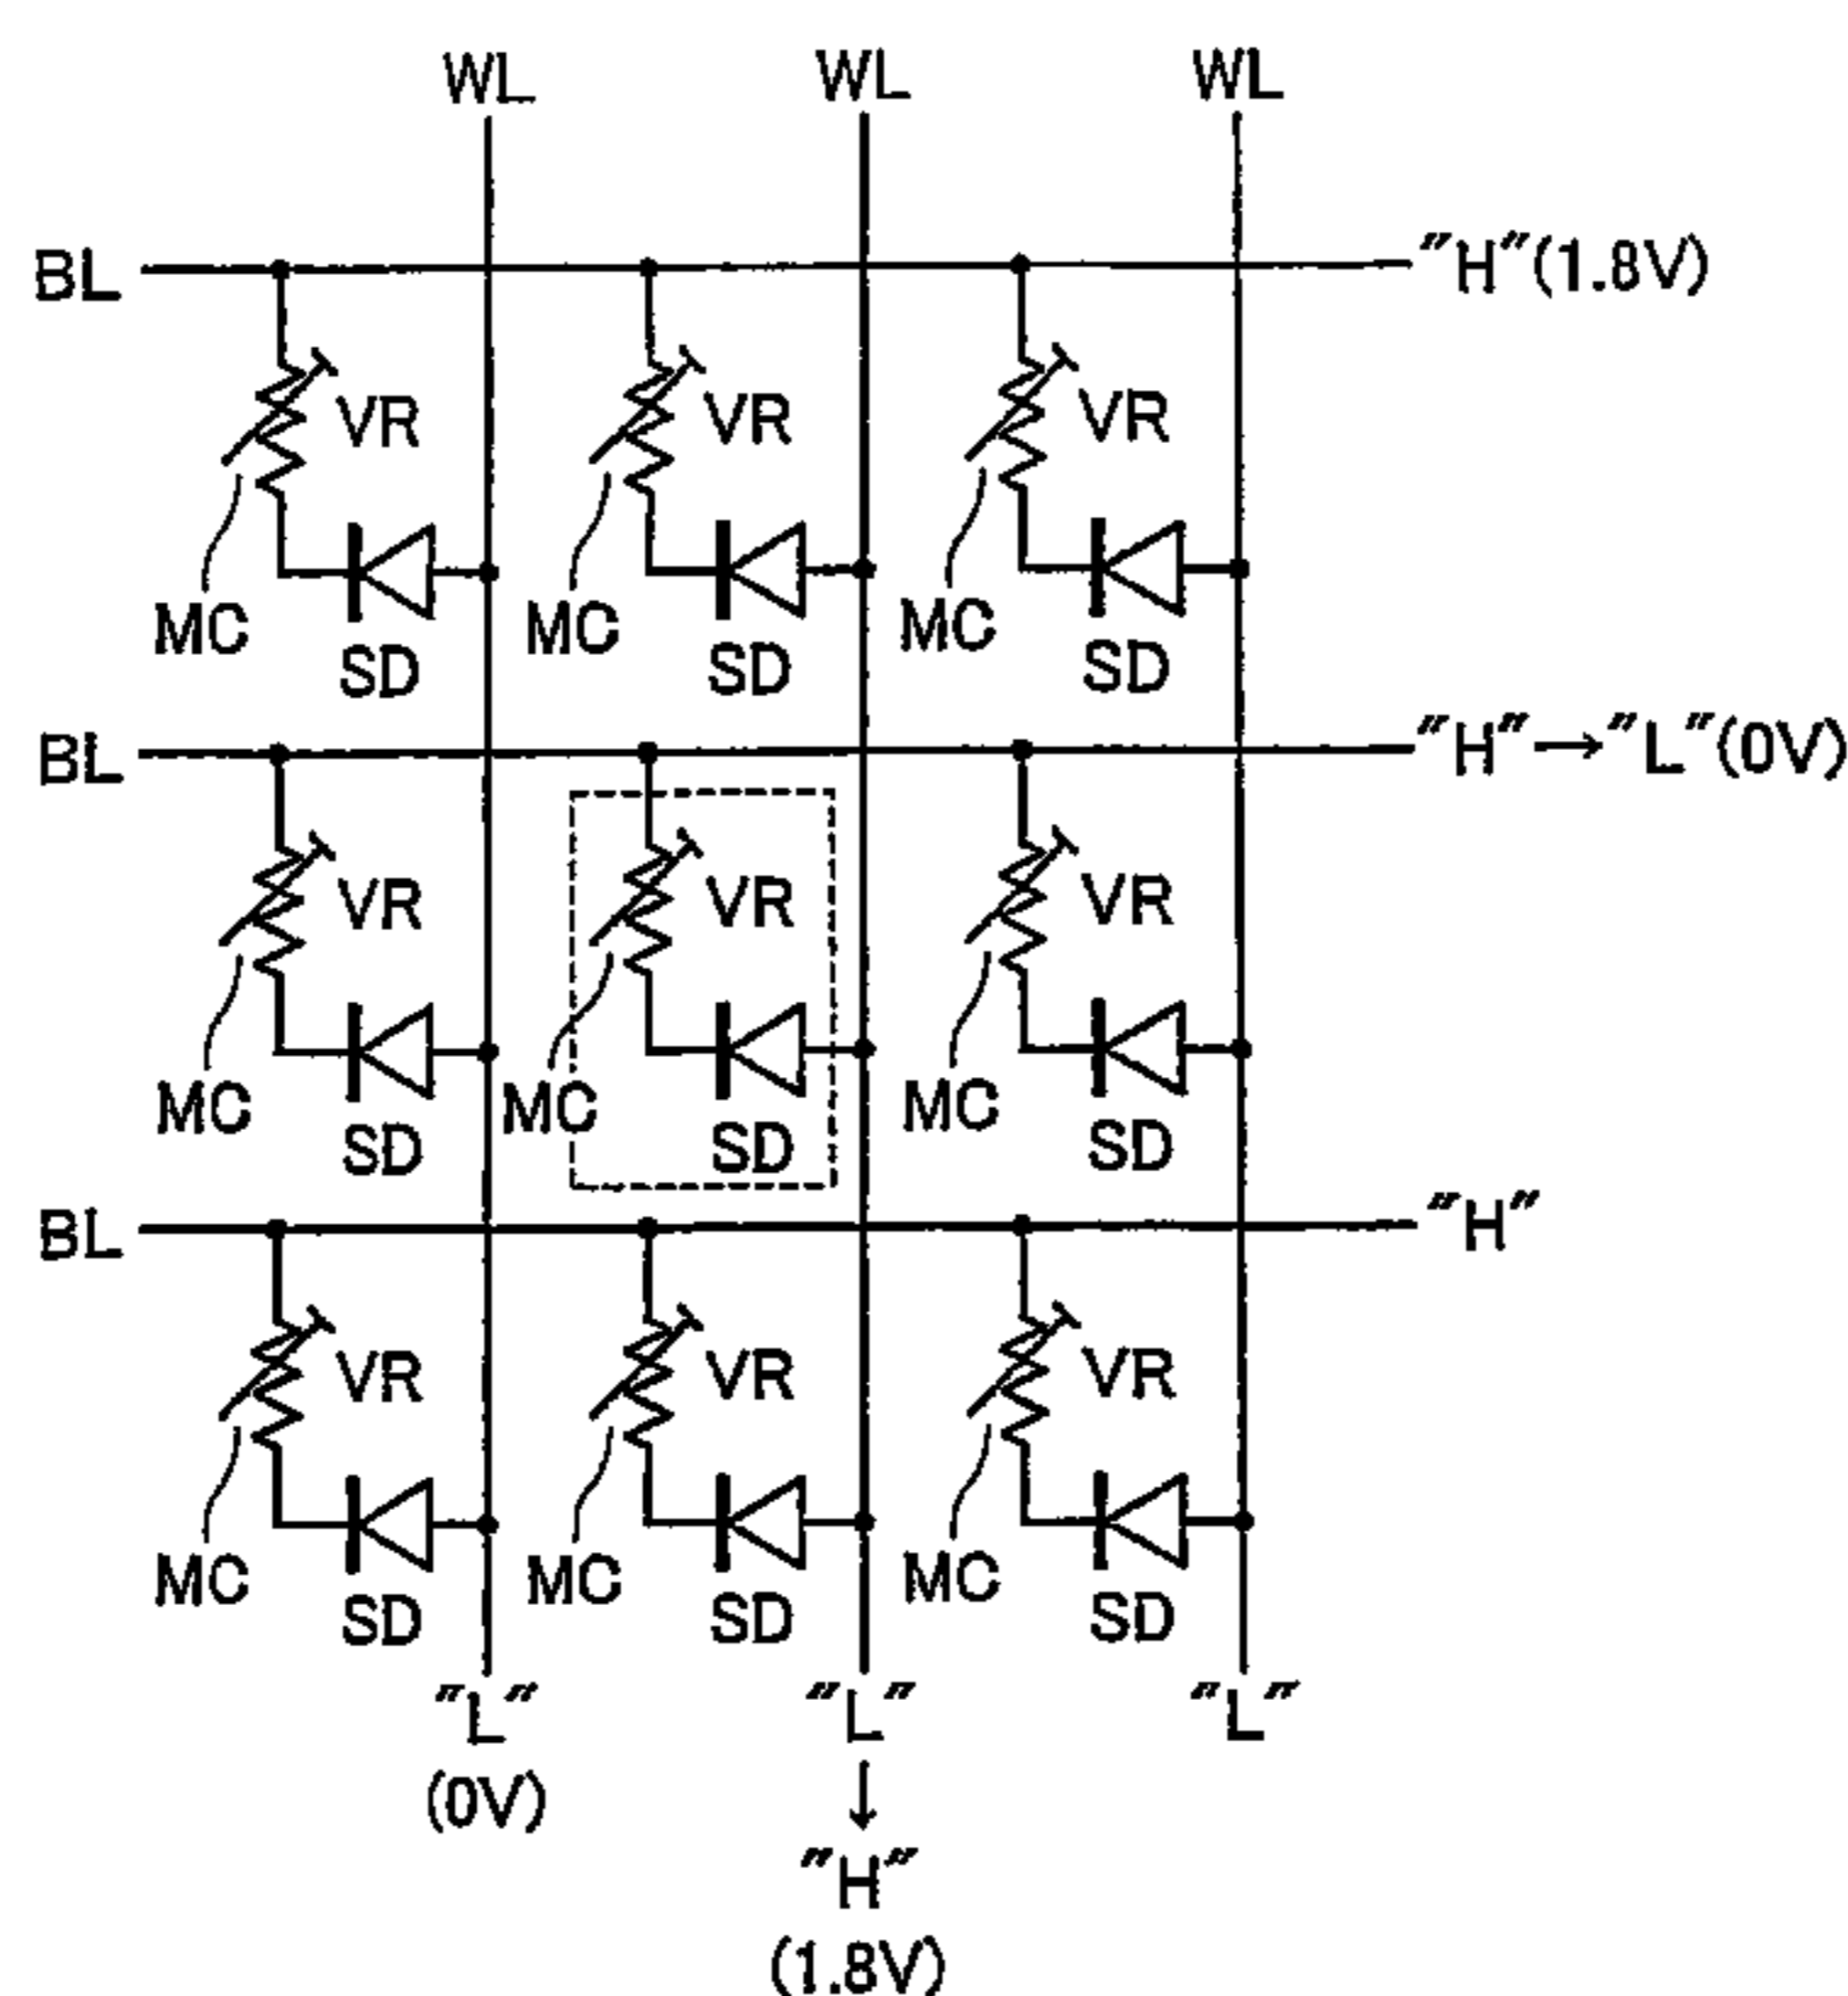 WL WL WL
BL "H"(1.8V)
VR VR VR
MC MC MC
SD SD SD
BL "H"→"L"(0V)
VR VR VR
MC MC MC
SD SD SD
BL "H"
VR VR VR
MC MC MC
SD SD SD
"L" "L" "L"
(0V) ↓
"H"
(1.8V)